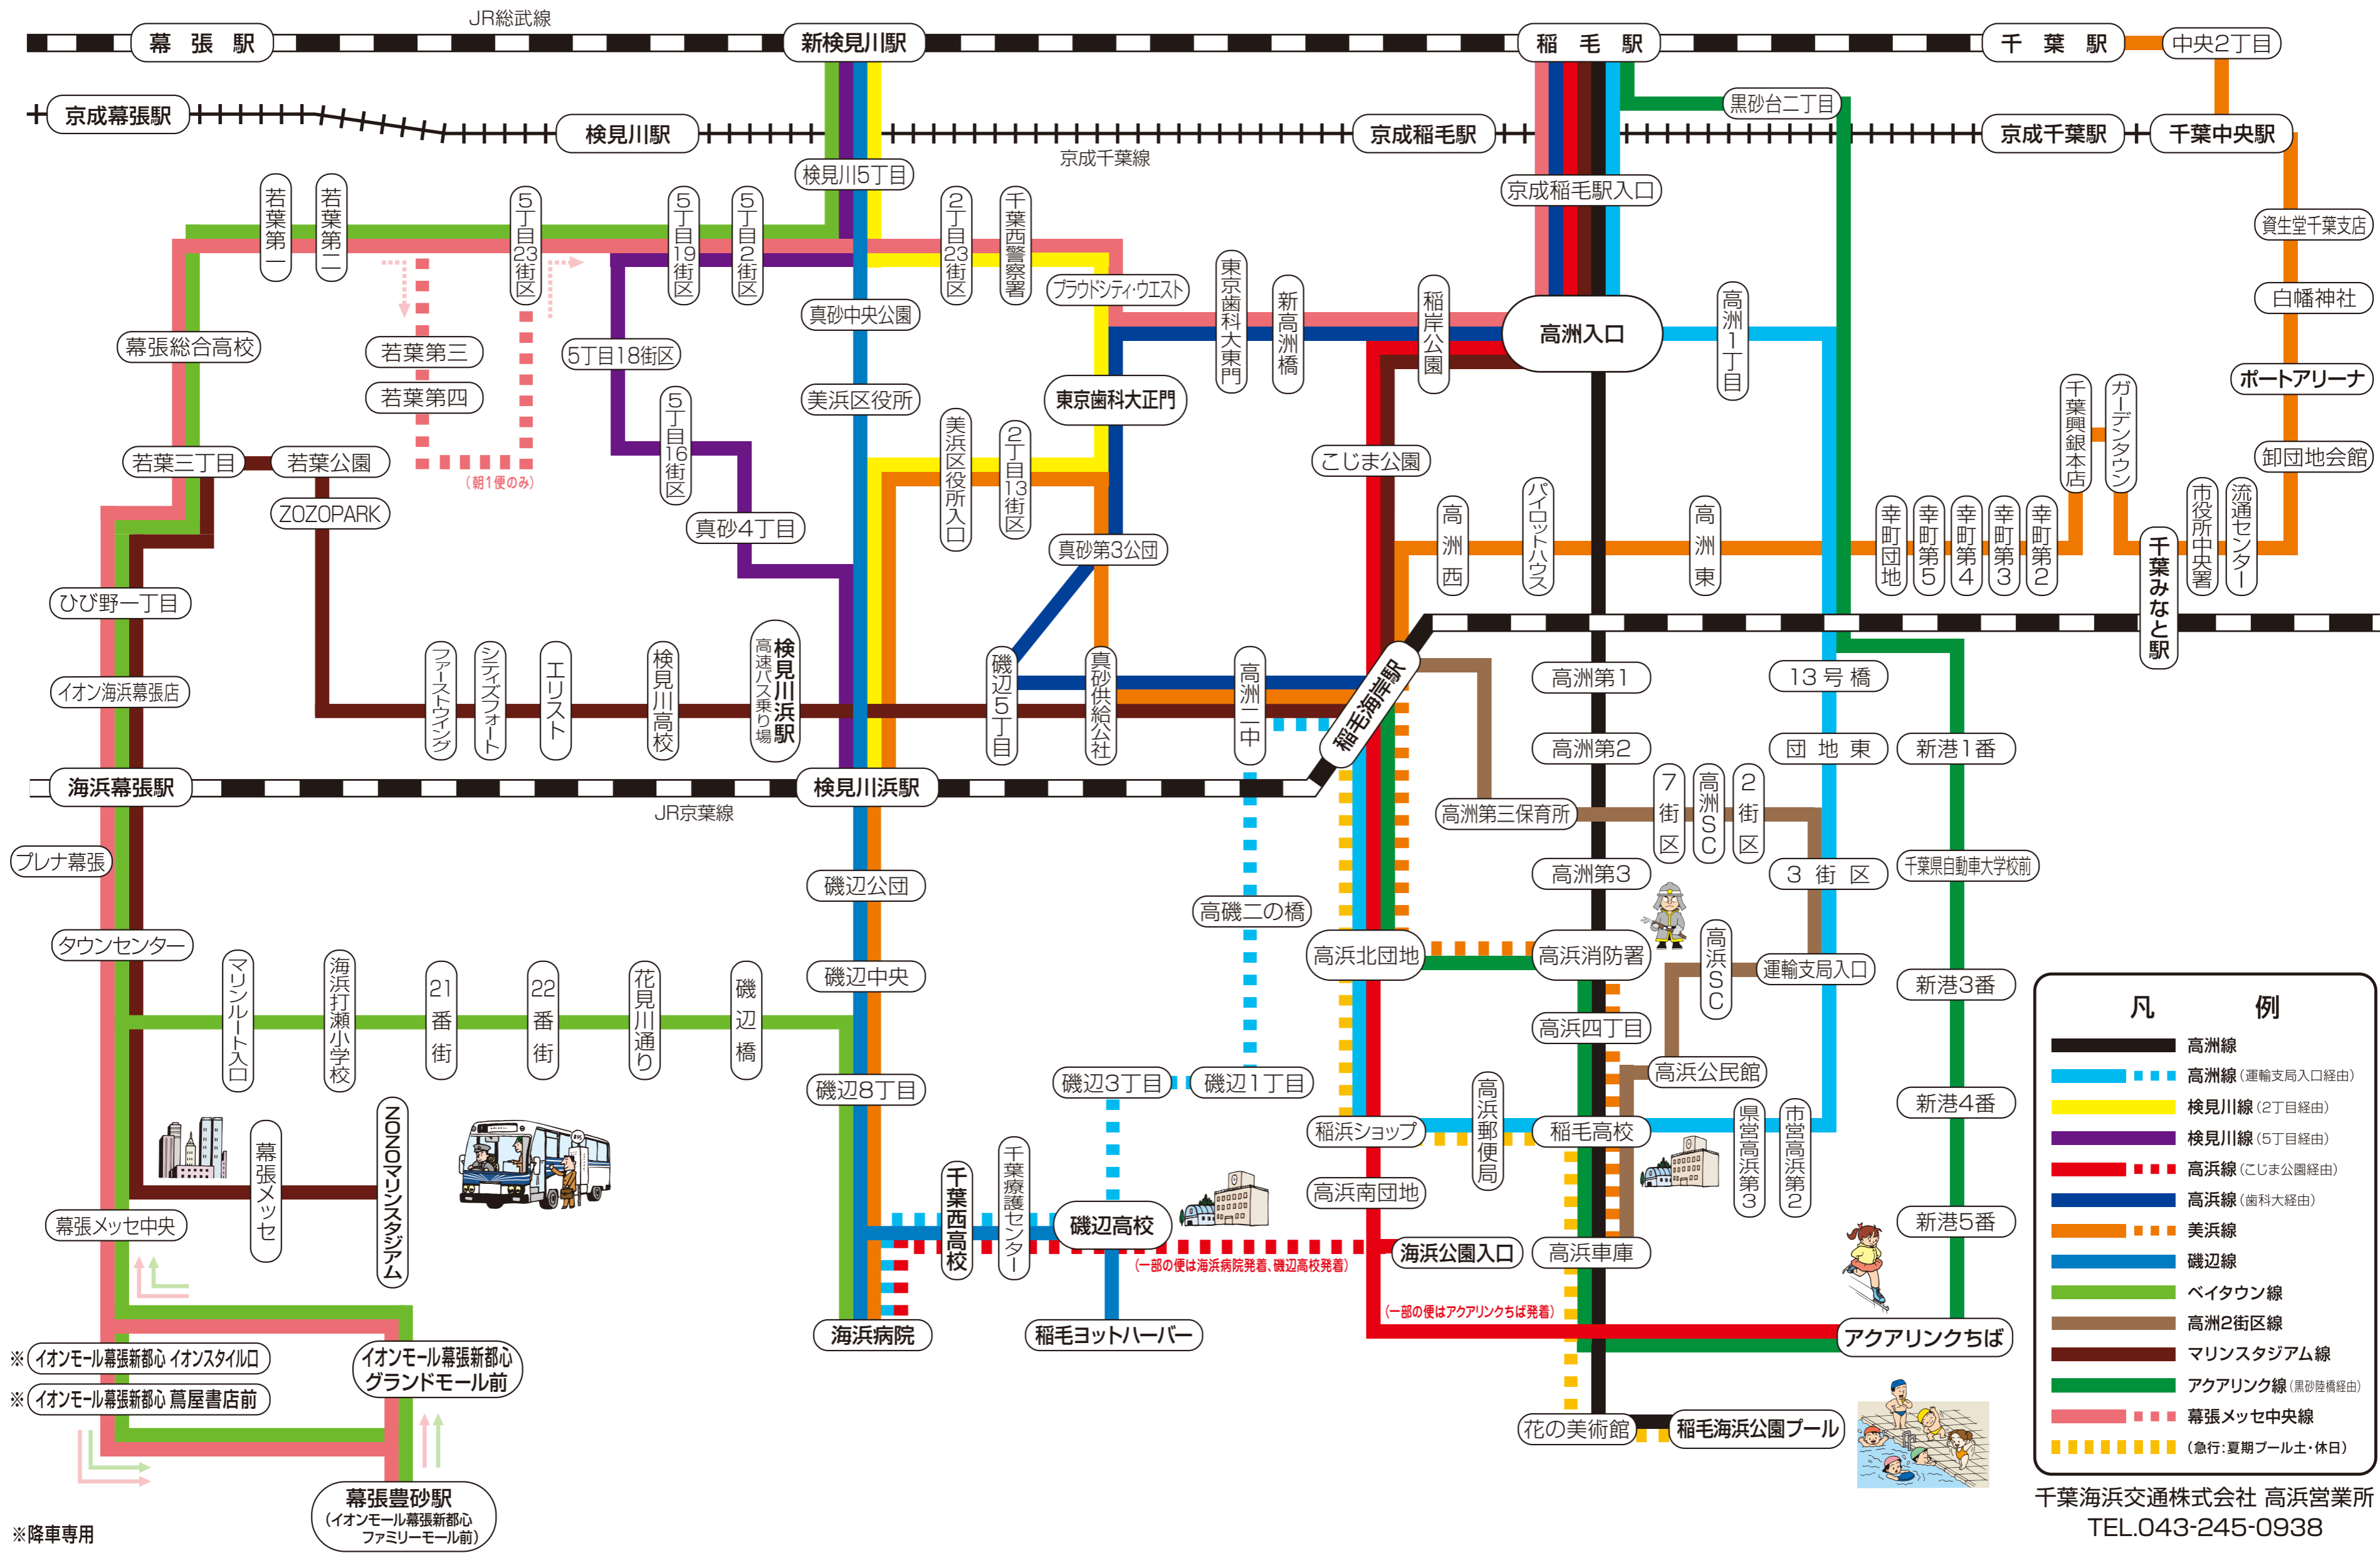 JR総武線
幕張駅
新検見川駅
稲毛駅
千葉駅
中央2丁目
京成幕張駅
検見川駅
京成千葉線
京成稲毛駅
黒砂台二丁目
京成千葉駅
千葉中央駅
検見川5丁目
京成稲毛駅入口
若葉第一
若葉第二
5丁目23街区
5丁目19街区
5丁目2街区
2丁目23街区
千葉西警察署
資生堂千葉支店
プラウドシティ・ウエスト
東京歯科大東門
新高洲橋
稲岸公園
高洲入口
高洲1丁目
白幡神社
真砂中央公園
幕張総合高校
若葉第三
5丁目18街区
若葉第四
美浜区役所
東京歯科大正門
ポートアリーナ
5丁目16街区
美浜区役所入口
2丁目13街区
千葉興銀本店
ガーデンタウン
若葉三丁目
若葉公園
(朝1便のみ)
こじま公園
卸団地会館
ZOZOPARK
真砂4丁目
真砂第3公団
高洲西
パイロットハウス
高洲東
幸町団地
幸町第5
幸町第4
幸町第3
幸町第2
千葉みなと駅
市役所中央署
流通センター
ひび野一丁目
イオン海浜幕張店
ファーストウイング
シティズフォート
エリスト
検見川高校
検見川浜駅
高速バス乗り場
磯辺5丁目
真砂供給公社
高洲二中
稲毛海岸駅
高洲第1
13号橋
高洲第2
団地東
新港1番
海浜幕張駅
検見川浜駅
JR京葉線
高洲第三保育所
7街区
高洲SC
2街区
プレナ幕張
磯辺公団
高洲第3
3街区
千葉県自動車大学校前
高磯二の橋
タウンセンター
高浜北団地
高浜消防署
高浜SC
運輸支局入口
マリンルート入口
海浜打瀬小学校
21番街
22番街
花見川通り
磯辺橋
磯辺中央
新港3番
高浜四丁目
磯辺8丁目
磯辺3丁目
磯辺1丁目
高浜公民館
新港4番
稲浜ショップ
高浜郵便局
稲毛高校
県営高浜第3
市営高浜第2
幕張メッセ
ZOZOマリンスタジアム
幕張メッセ中央
千葉西高校
千葉療護センター
磯辺高校
高浜南団地
新港5番
海浜公園入口
高浜車庫
(一部の便は海浜病院発着、磯辺高校発着)
(一部の便はアクアリンクちば発着)
海浜病院
稲毛ヨットハーバー
アクアリンクちば
※イオンモール幕張新都心 イオンスタイル口
※イオンモール幕張新都心 蔦屋書店前
イオンモール幕張新都心
グランドモール前
花の美術館
稲毛海浜公園プール
幕張豊砂駅
(イオンモール幕張新都心
ファミリーモール前)
※降車専用
凡例
高洲線
高洲線(運輸支局入口経由)
検見川線(2丁目経由)
検見川線(5丁目経由)
高浜線(こじま公園経由)
高浜線(歯科大経由)
美浜線
磯辺線
ベイタウン線
高洲2街区線
マリンスタジアム線
アクアリンク線(黒砂陸橋経由)
幕張メッセ中央線
(急行:夏期プール土・休日)
千葉海浜交通株式会社 高浜営業所
TEL.043-245-0938